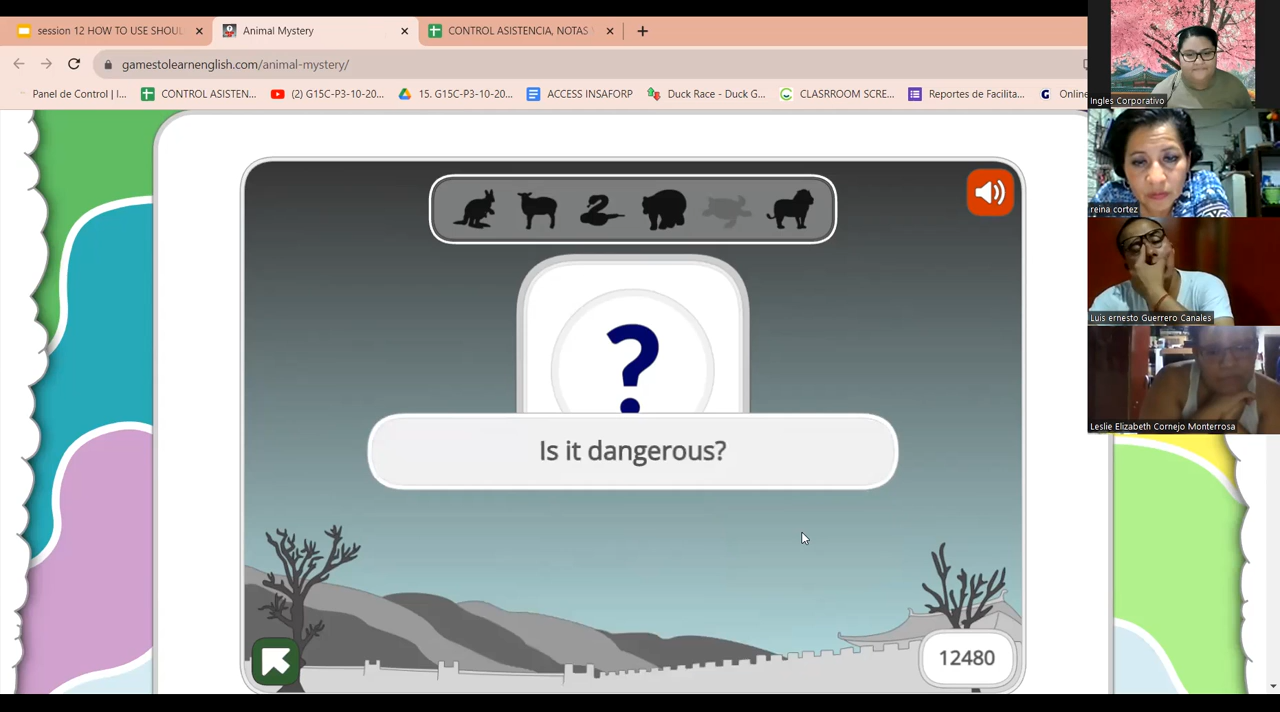 session 12 HOW TO USE SHOUL
Animal Mystery
CONTROL ASISTENCIA, NOTAS
gamestolearnenglish.com/animal-mystery/
Panel de Control | I...
CONTROL ASISTEN...
(2) G15C-P3-10-20...
15. G15C-P3-10-202...
ACCESS INSAFORP
Duck Race - Duck G...
CLASRROOM SCRE...
Reportes de Facilita...
Online
Ingles Corporativo
reina cortez
Luis ernesto Guerrero Canales
Leslie Elizabeth Cornejo Monterrosa
?
Is it dangerous?
12480